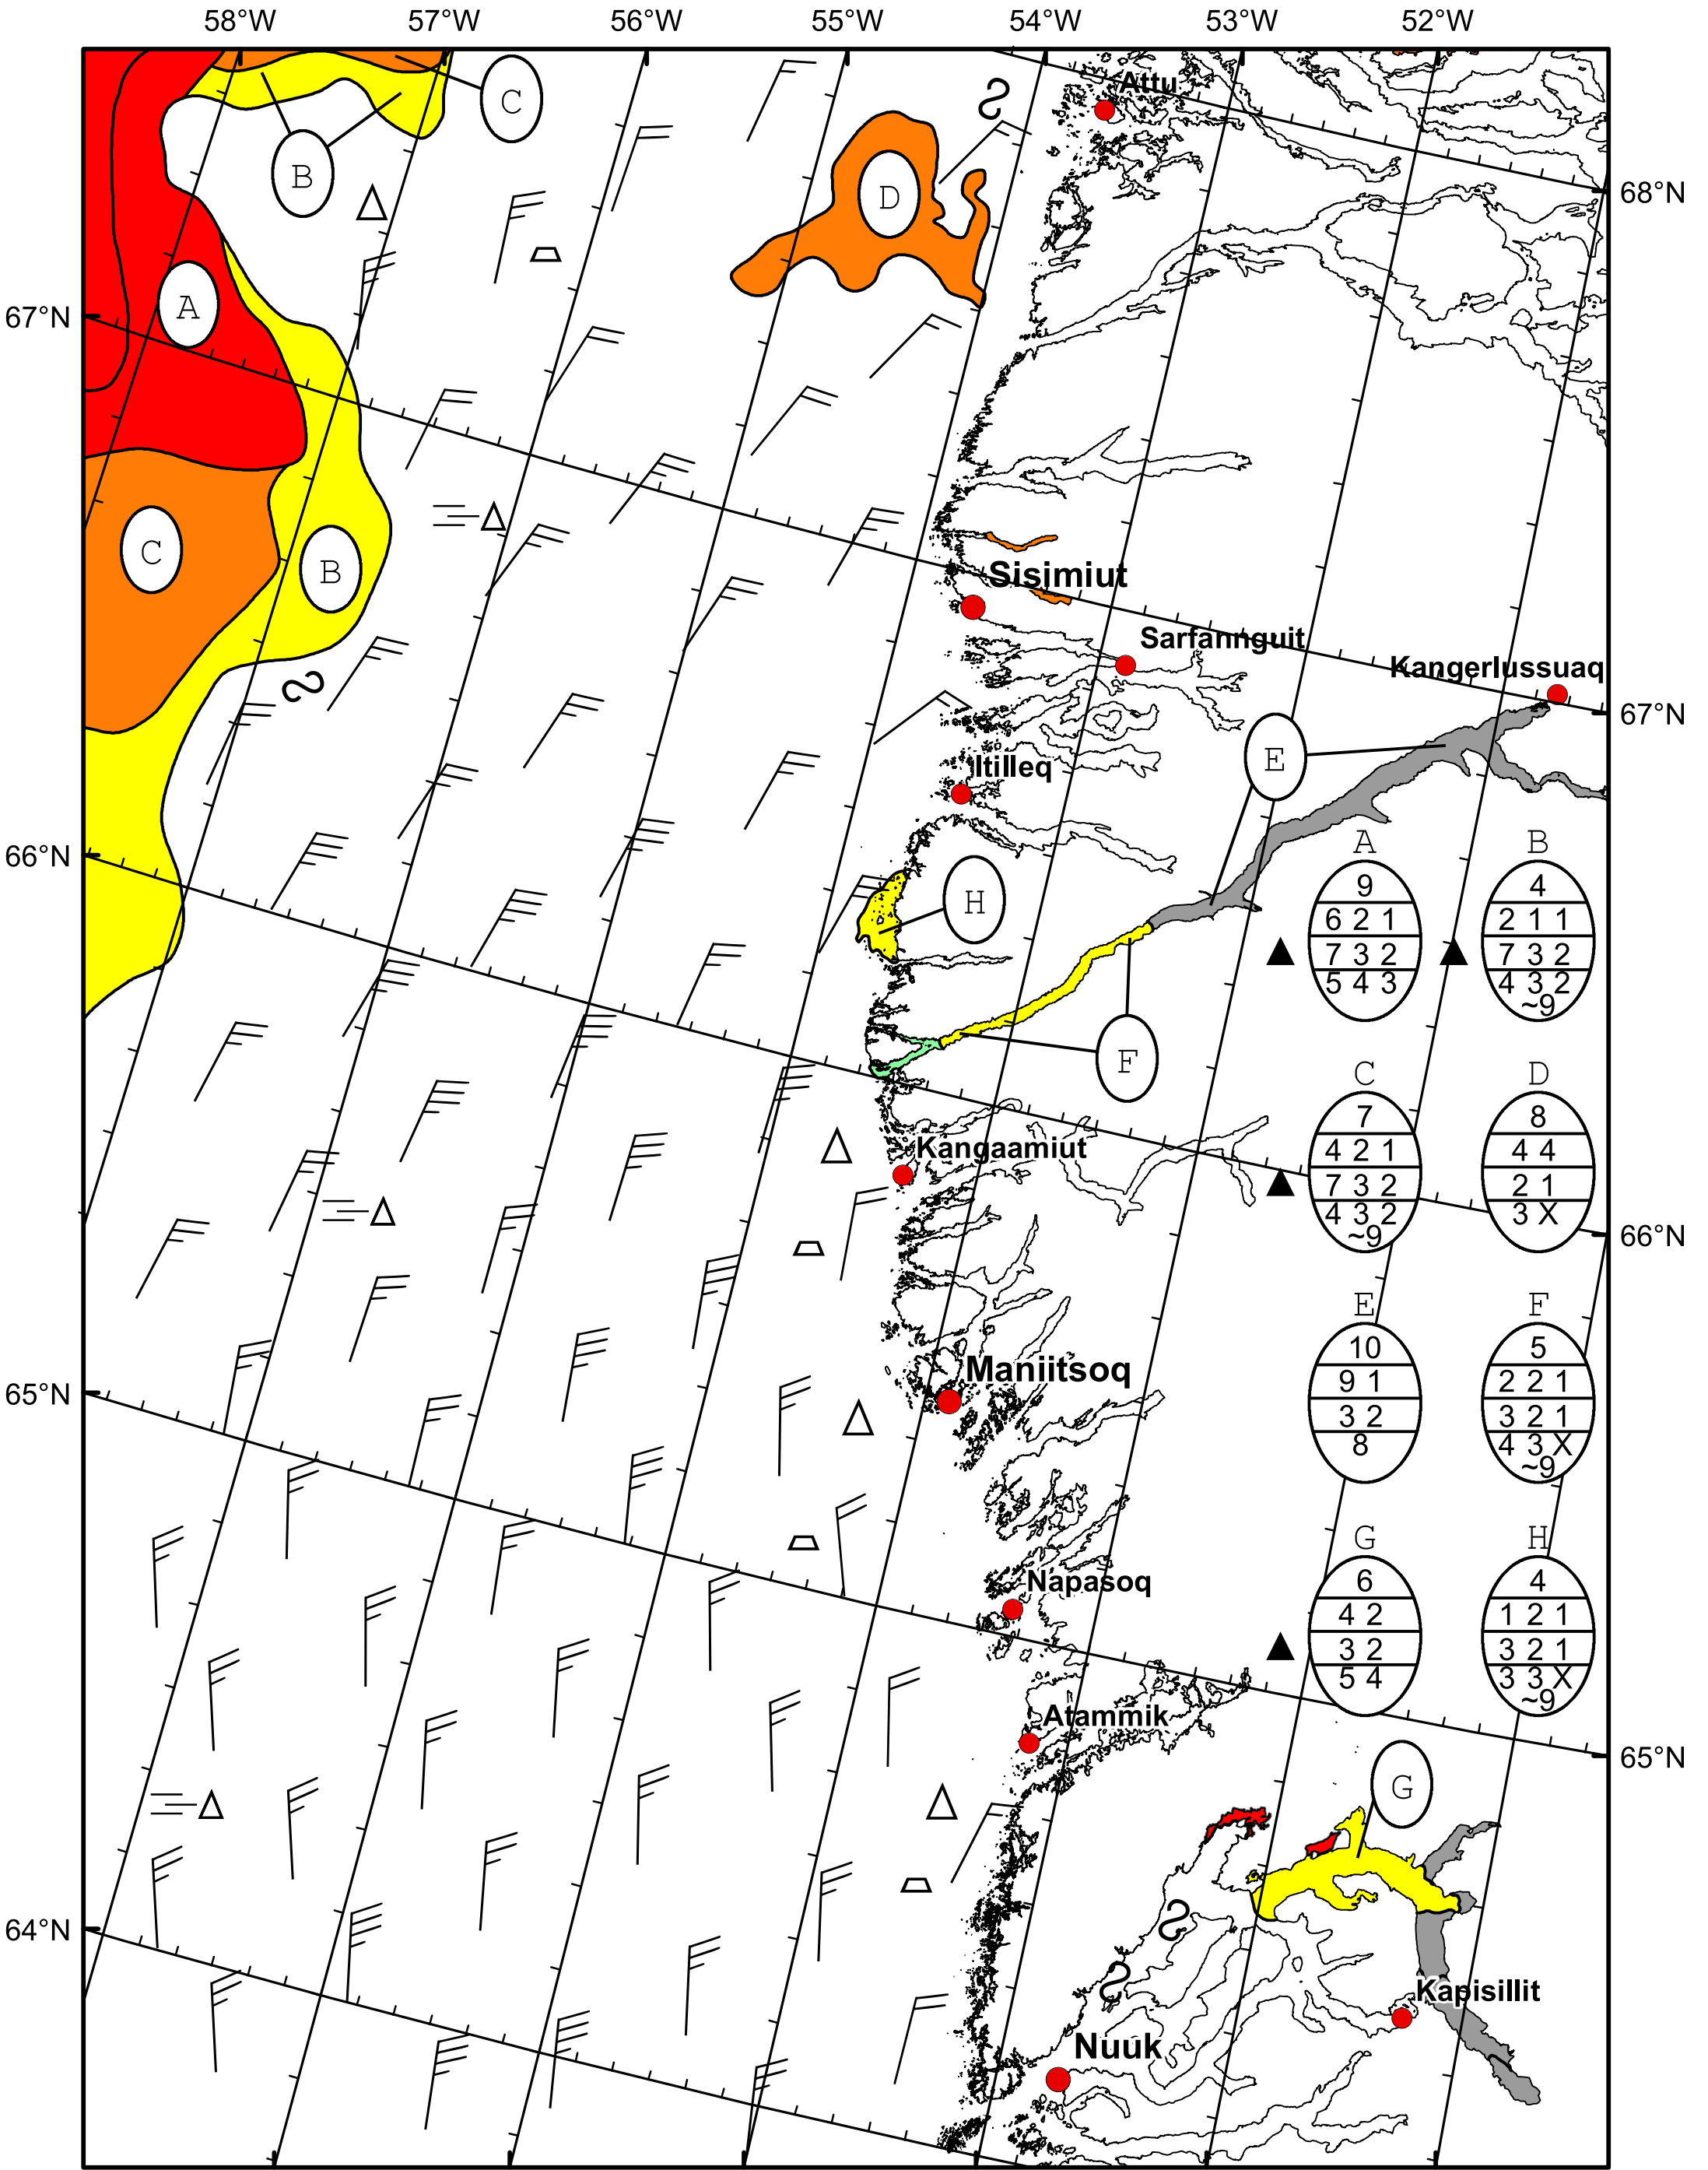 58°W 57°W 56°W 55°W 54°W 53°W 52°W
Attu
C
B
D
68°N
A
67°N
C
B
Sisimiut
Sarfannguit
Kangerlussuaq
67°N
E
Itilleq
66°N
H
F
A B
9 4
6 2 1 2 1 1
7 3 2 7 3 2
5 4 3 4 3 2
~9
C D
7 8
4 2 1 4 4
7 3 2 2 1
4 3 2 3 X
~9
Kangaamiut
66°N
E F
10 5
9 1 2 2 1
3 2 3 2 1
8 4 3 X
~9
Maniitsoq
65°N
G H
6 4
4 2 1 2 1
3 2 3 2 1
5 4 3 3 X
~9
Napasoq
Atammik
65°N
G
64°N
Kapisillit
Nuuk